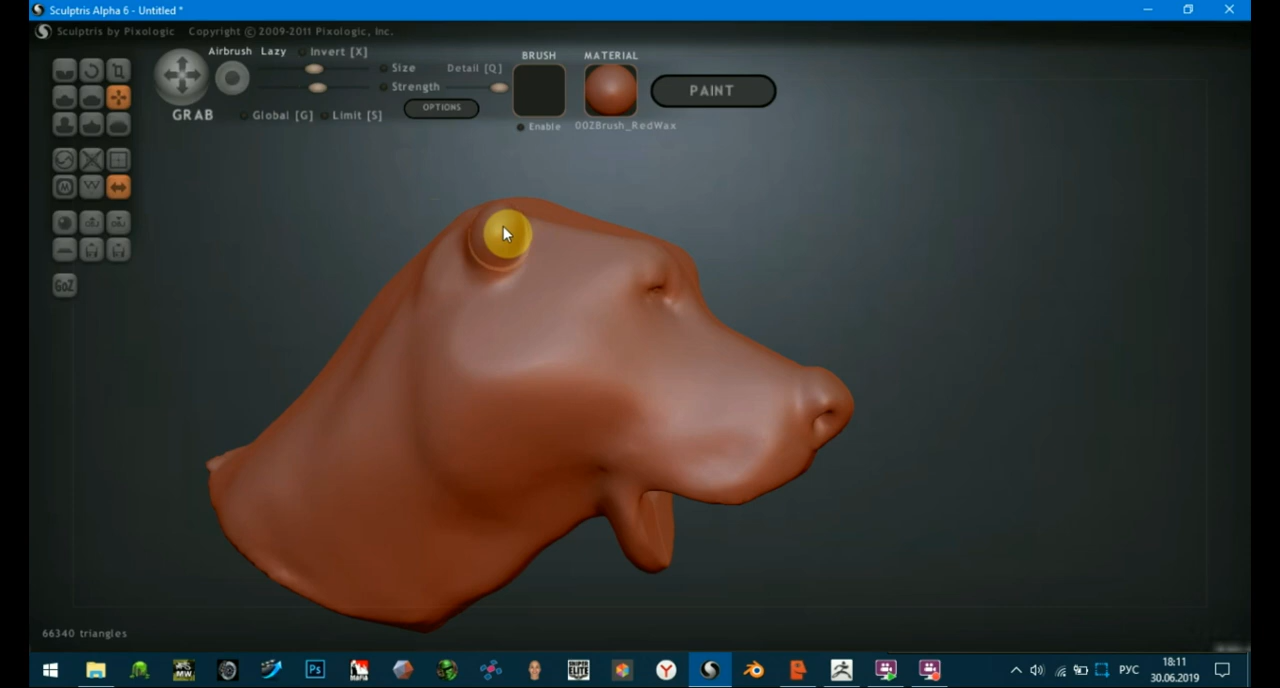 Sculptris Alpha 6 - Untitled *
Sculptris by Pixologic Copyright © 2009-2011 Pixologic, Inc.
Airbrush Lazy Invert [X]
BRUSH MATERIAL
Size Detail [Q]
Strength
PAINT
OPTIONS
GRAB Global [G] Limit [S]
Enable 00ZBrush_RedWax
GoZ
66340 triangles
Ps
РУС
18:11
30.06.2019